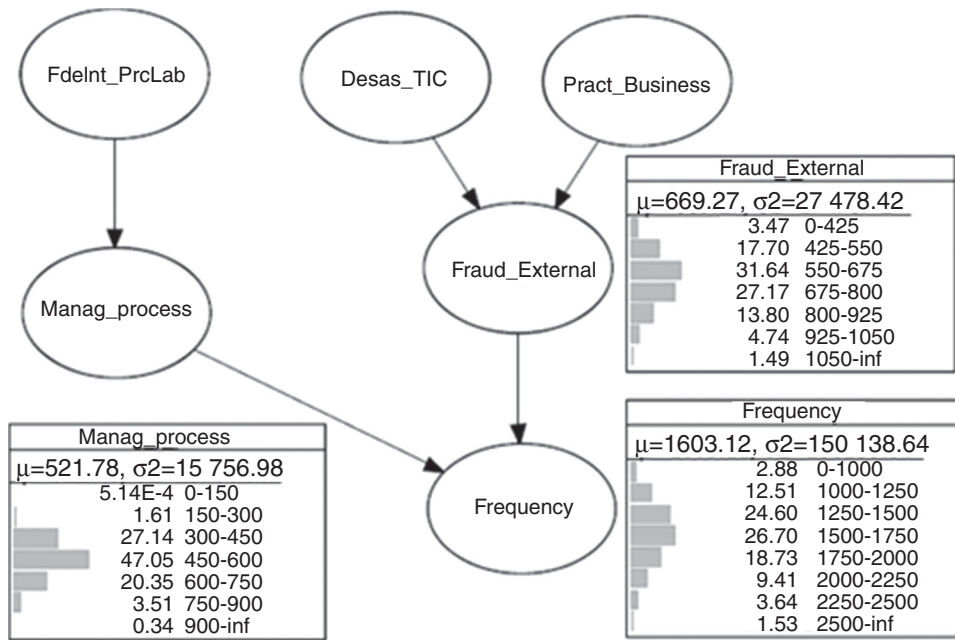 FdeInt_PrcLab
Desas_TIC
Pract_Business
Fraud_External
μ=669.27, σ2=27 478.42
3.47 0-425
17.70 425-550
31.64 550-675
27.17 675-800
13.80 800-925
4.74 925-1050
1.49 1050-inf
Manag_process
Fraud_External
Manag_process
μ=521.78, σ2=15 756.98
5.14E-4 0-150
1.61 150-300
27.14 300-450
47.05 450-600
20.35 600-750
3.51 750-900
0.34 900-inf
Frequency
Frequency
μ=1603.12, σ2=150 138.64
2.88 0-1000
12.51 1000-1250
24.60 1250-1500
26.70 1500-1750
18.73 1750-2000
9.41 2000-2250
3.64 2250-2500
1.53 2500-inf